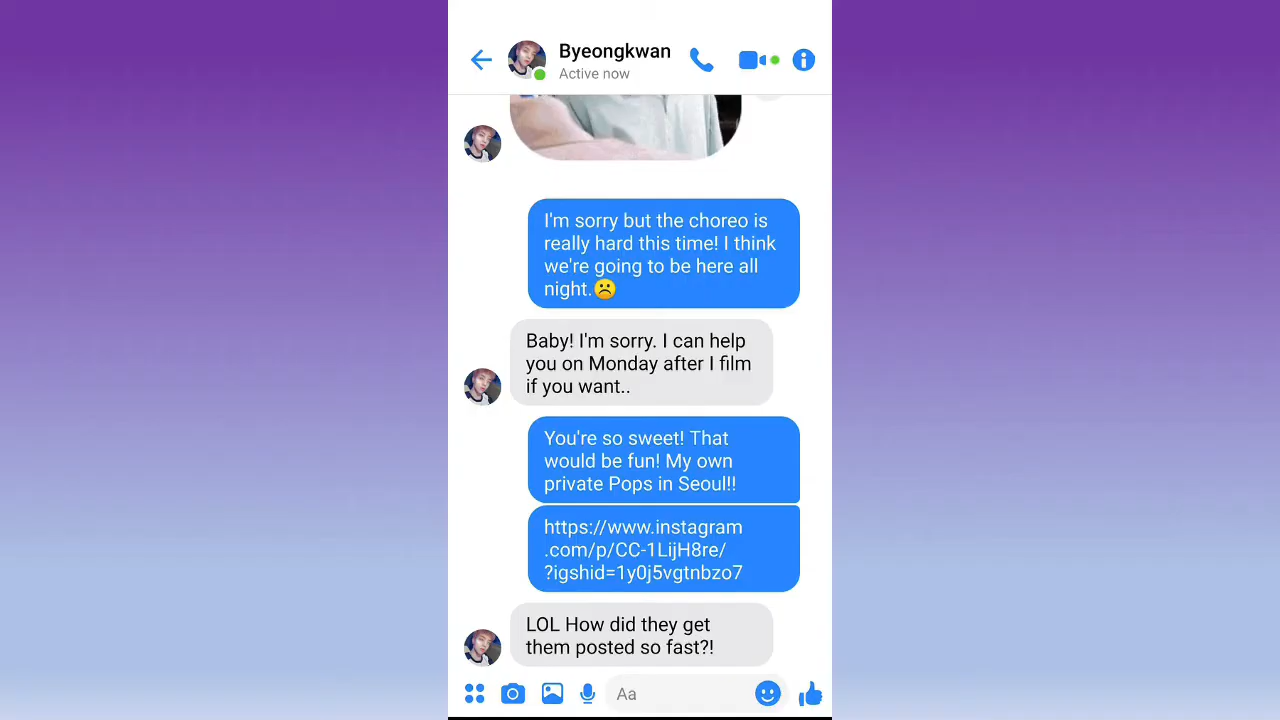 Byeongkwan
Active now
I'm sorry but the choreo is
really hard this time! I think
we're going to be here all
night.☹️
Baby! I'm sorry. I can help
you on Monday after I film
if you want..
You're so sweet! That
would be fun! My own
private Pops in Seoul!!
https://www.instagram
.com/p/CC-1LijH8re/
?igshid=1y0j5vgtnbzo7
LOL How did they get
them posted so fast?!
Aa